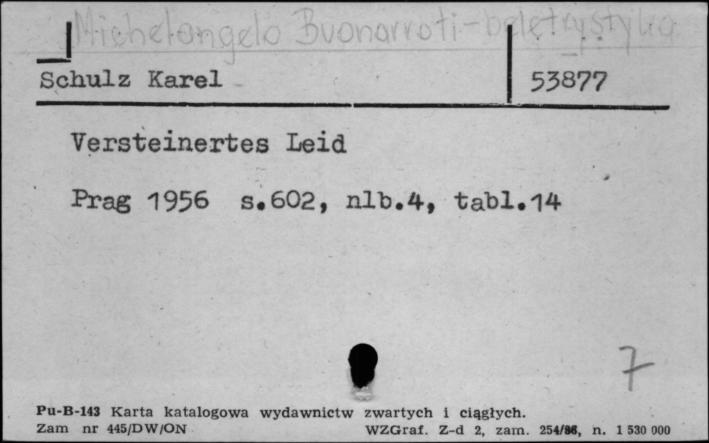 Michelangelo Buonarroti - beletrystyka
Schulz Karel 53877
Versteinertes Leid
Prag 1956 s.602, nlb.4, tabl.14
7
Pu-B-143 Karta katalogowa wydawnictw zwartych i ciągłych.
Zam nr 445/DW/ON WZGraf. Z-d 2, zam. 254/86, n. 1 530 000